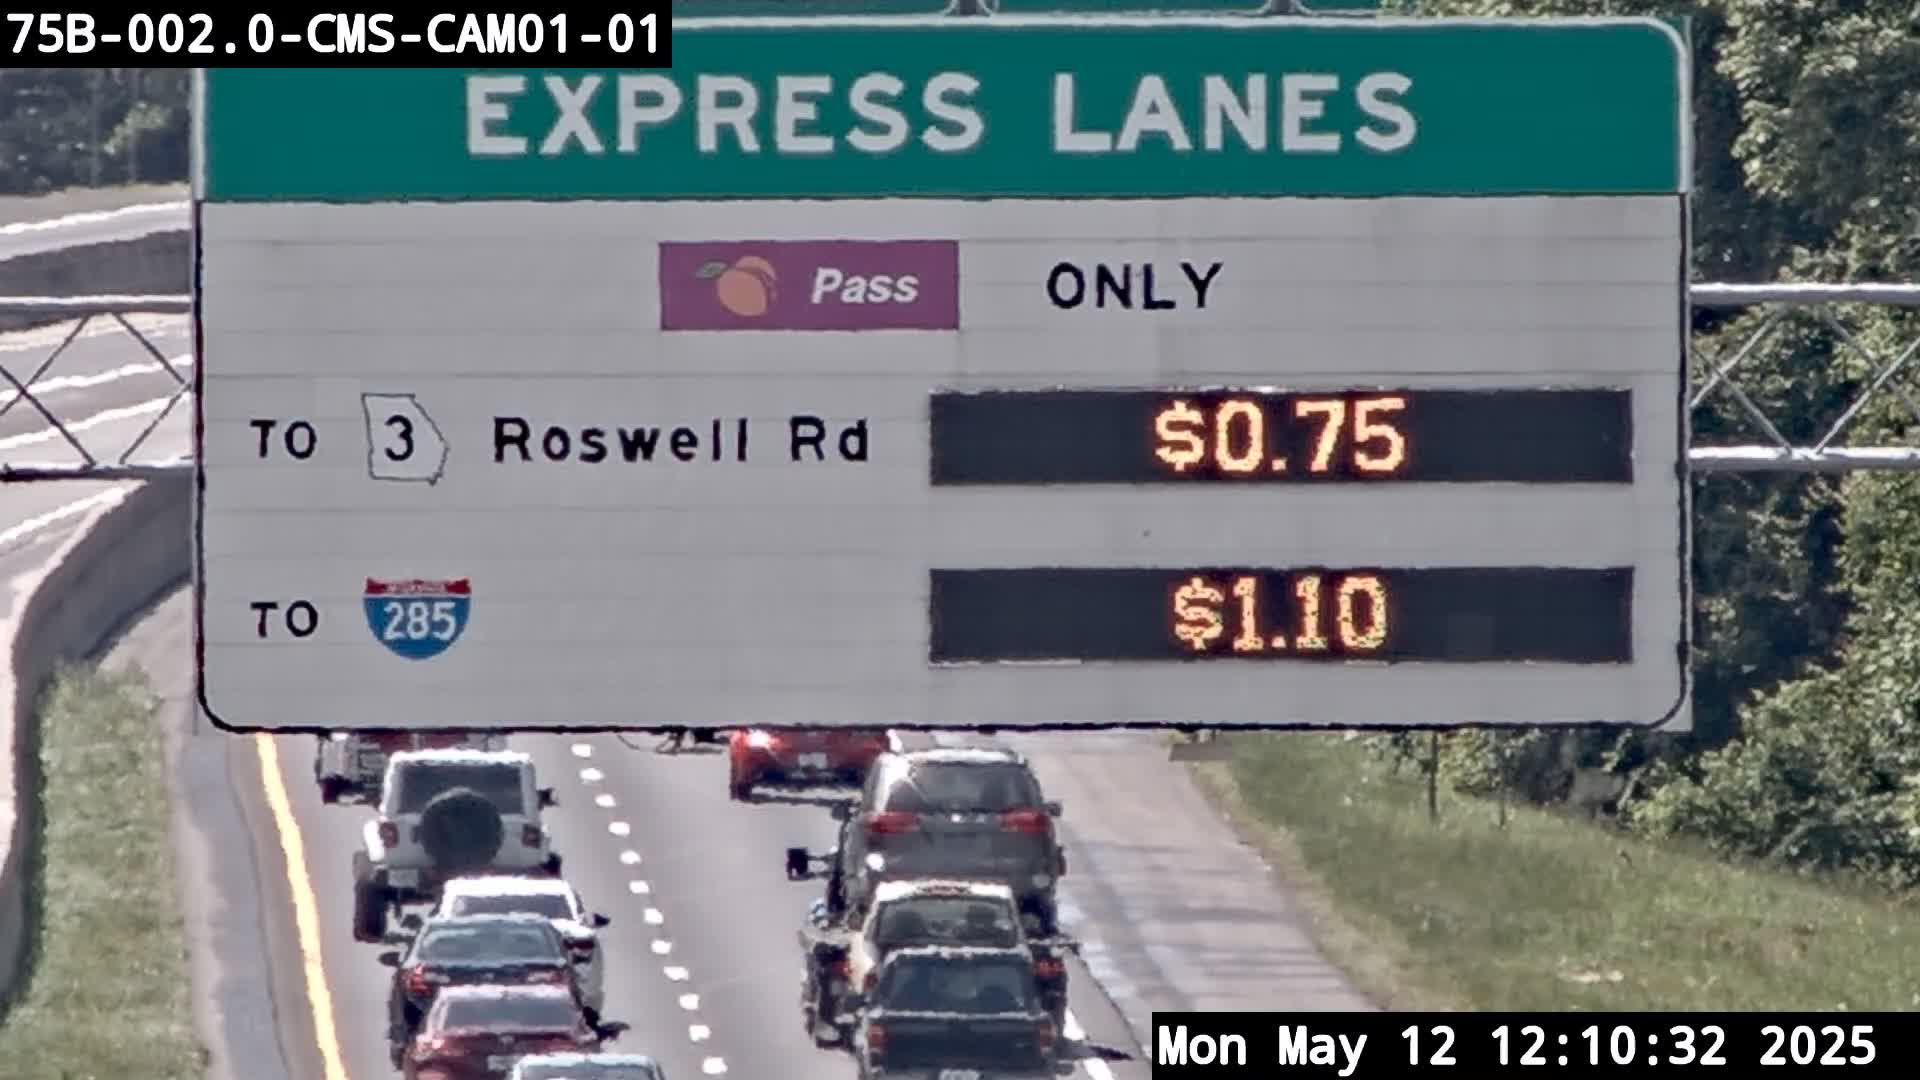 75B-002.0-CMS-CAM01-01
EXPRESS LANES
Pass ONLY
TO 3 Roswell Rd $0.75
TO 285 $1.10
Mon May 12 12:10:32 2025